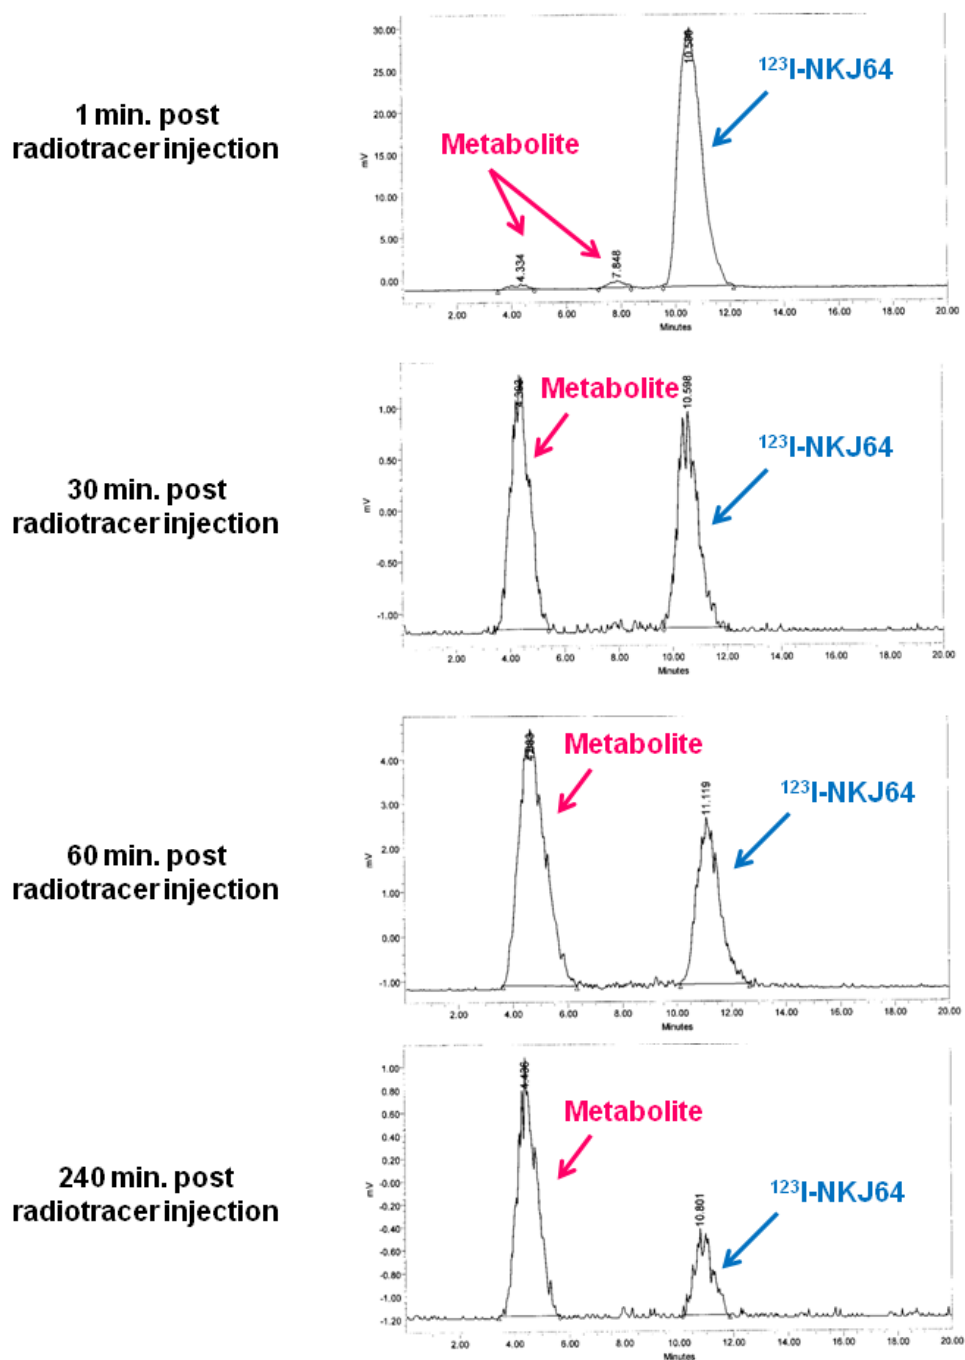 1 min. post
radiotracer injection
30.00
25.00
20.00
15.00
10.00
5.00
0.00
mV
Metabolite
4.334
7.848
123I-NKJ64
2.00 4.00 6.00 8.00 10.00 12.00 14.00 16.00 18.00 20.00
Minutes
30 min. post
radiotracer injection
1.00
0.50
0.00
-0.50
-1.00
mV
Metabolite
10.598
123I-NKJ64
2.00 4.00 6.00 8.00 10.00 12.00 14.00 16.00 18.00 20.00
Minutes
60 min. post
radiotracer injection
4.00
3.00
2.00
1.00
0.00
-1.00
mV
Metabolite
11.119
123I-NKJ64
2.00 4.00 6.00 8.00 10.00 12.00 14.00 16.00 18.00 20.00
Minutes
240 min. post
radiotracer injection
1.00
0.80
0.60
0.40
0.20
-0.00
-0.20
-0.40
-0.60
-0.80
-1.00
-1.20
mV
4.436
Metabolite
10.801
123I-NKJ64
2.00 4.00 6.00 8.00 10.00 12.00 14.00 16.00 18.00 20.00
Minutes